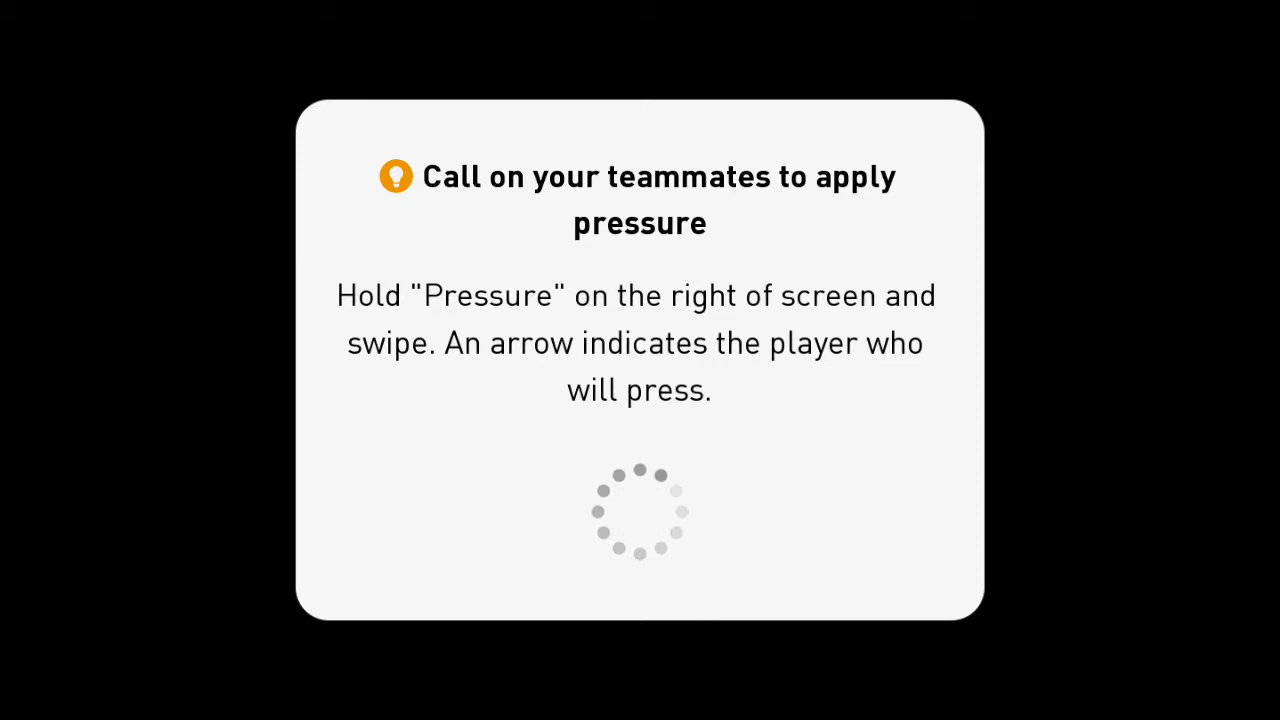 Call on your teammates to apply
pressure
Hold "Pressure" on the right of screen and
swipe. An arrow indicates the player who
will press.